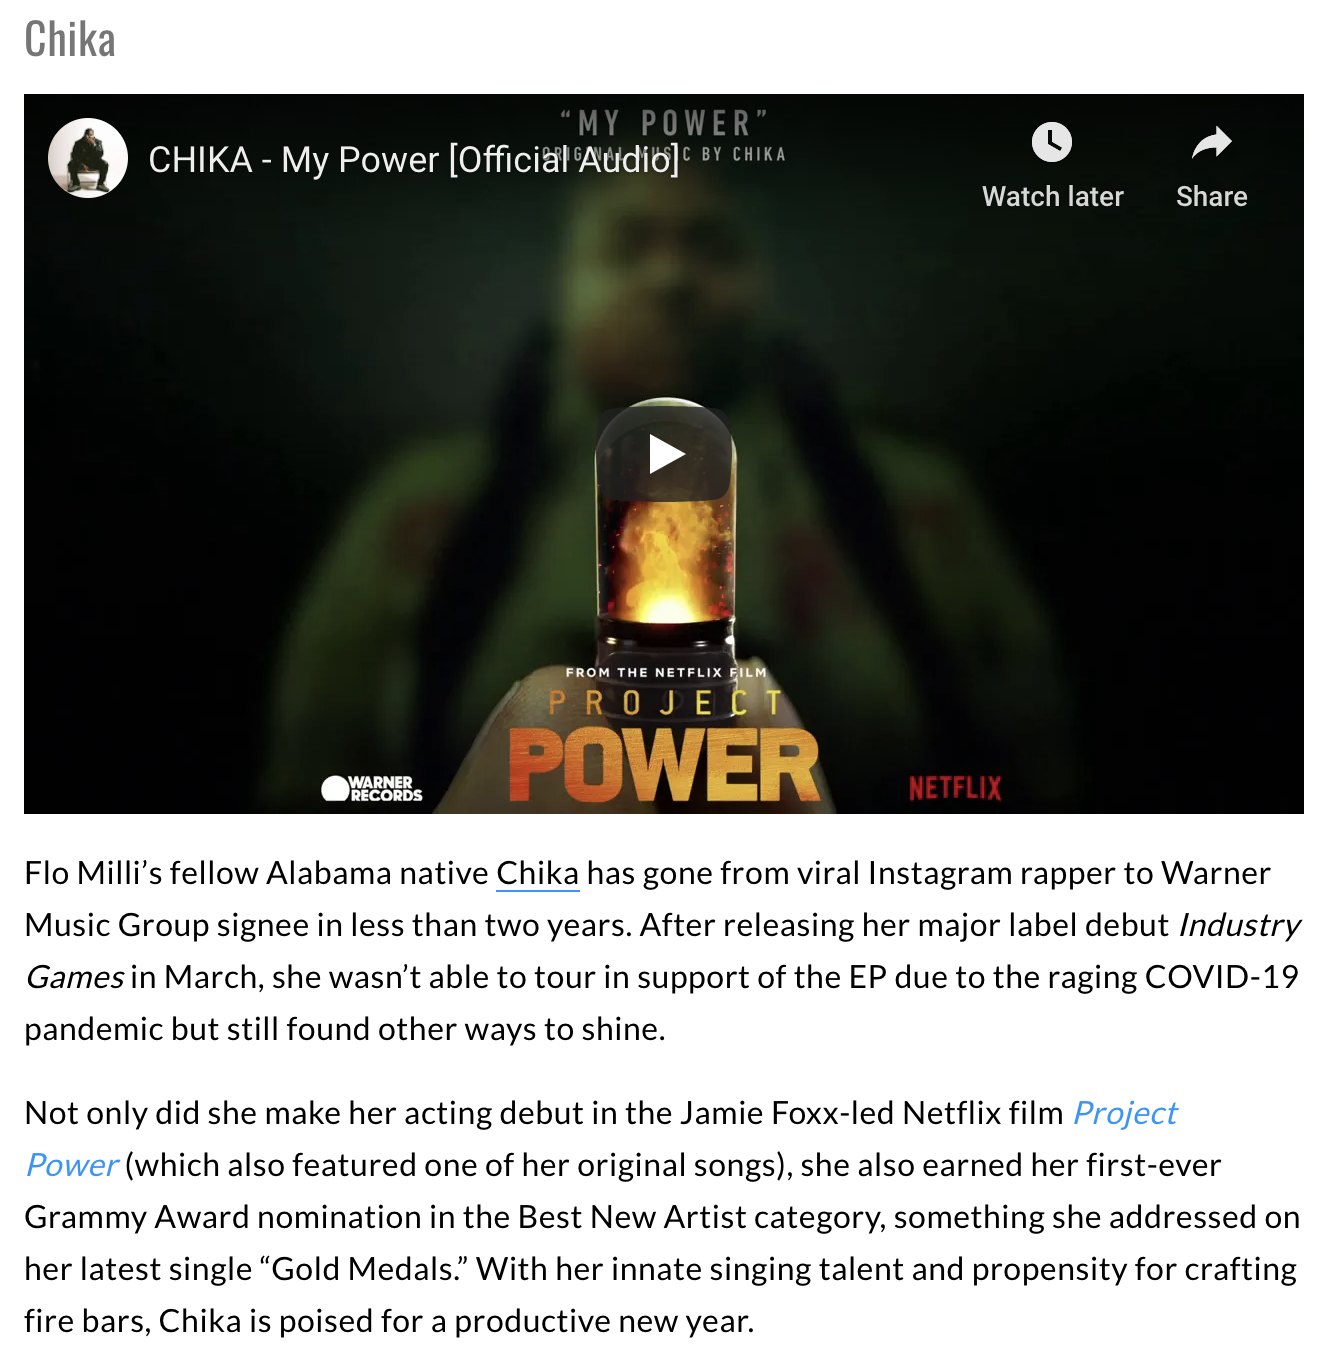 Chika
“MY POWER”
ORIGINAL MUSIC BY CHIKA
CHIKA - My Power [Official Audio]
Watch later
Share
FROM THE NETFLIX FILM
PROJECT
POWER
WARNER
RECORDS
NETFLIX
Flo Milli’s fellow Alabama native Chika has gone from viral Instagram rapper to Warner
Music Group signee in less than two years. After releasing her major label debut Industry
Games in March, she wasn’t able to tour in support of the EP due to the raging COVID-19
pandemic but still found other ways to shine.
Not only did she make her acting debut in the Jamie Foxx-led Netflix film Project
Power (which also featured one of her original songs), she also earned her first-ever
Grammy Award nomination in the Best New Artist category, something she addressed on
her latest single “Gold Medals.” With her innate singing talent and propensity for crafting
fire bars, Chika is poised for a productive new year.